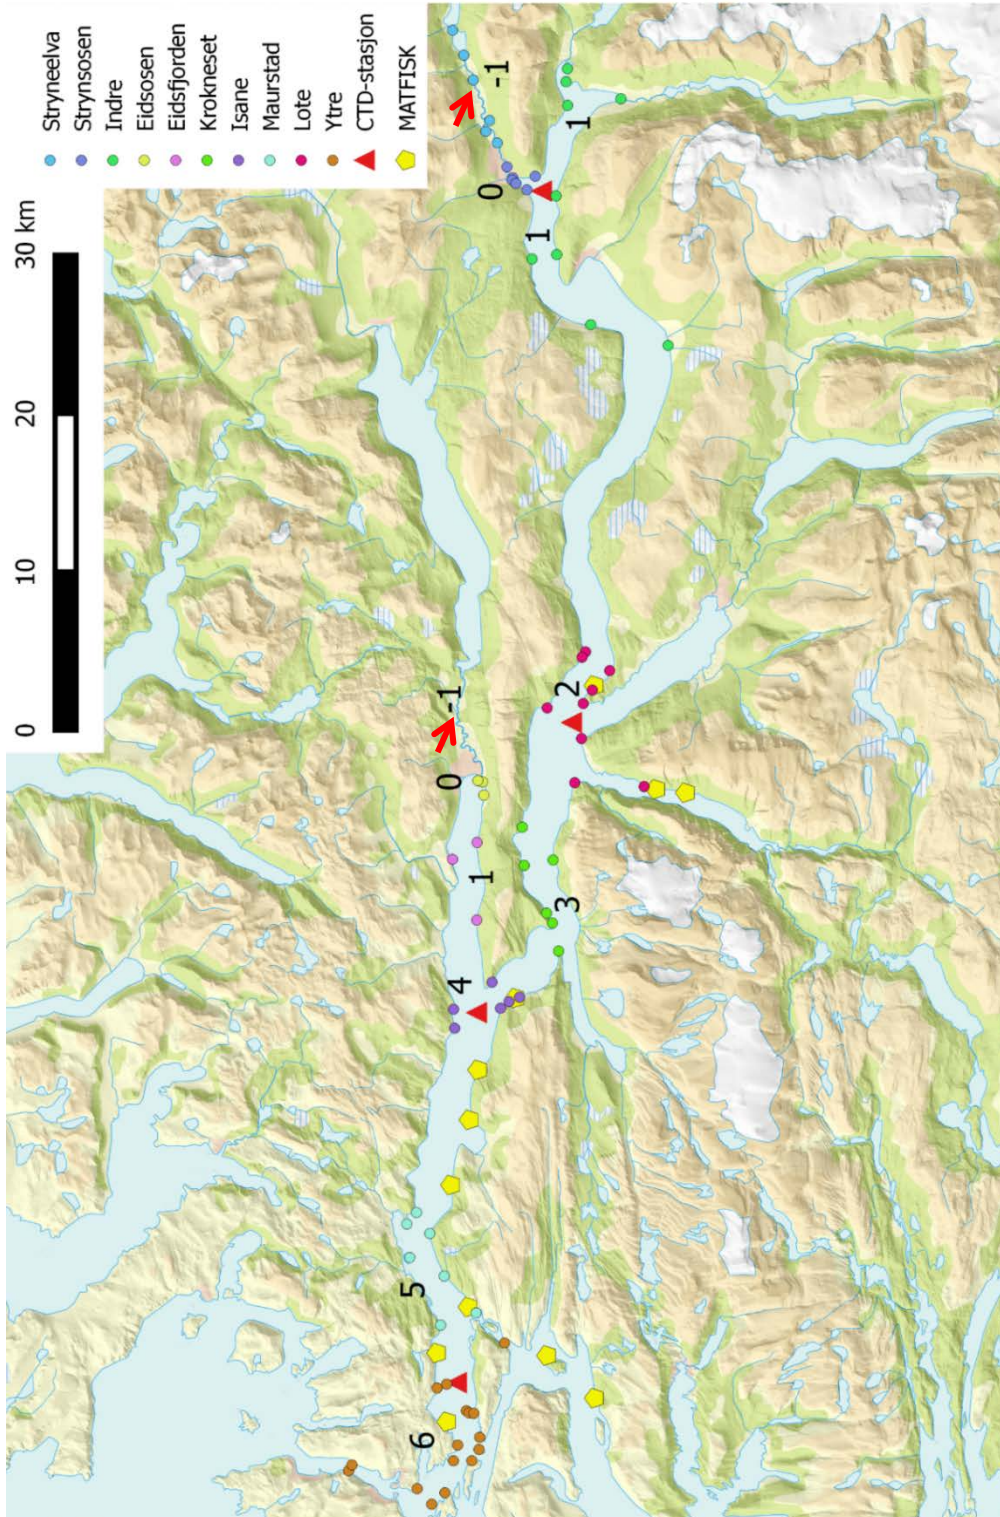 0 10 20 30 km
Stryneelva
Strynsosen
Indre
Eidsosen
Eidsfjorden
Krokneset
Isane
Maurstad
Lote
Ytre
CTD-stasjon
MATFISK
-1
0
1
1
-1
0
1
2
3
4
5
6